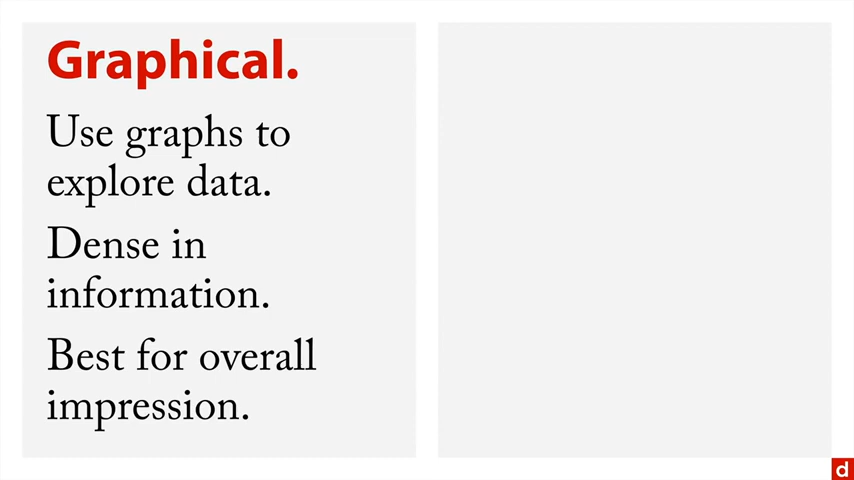 Graphical.
Use graphs to
explore data.
Dense in
information.
Best for overall
impression.
d